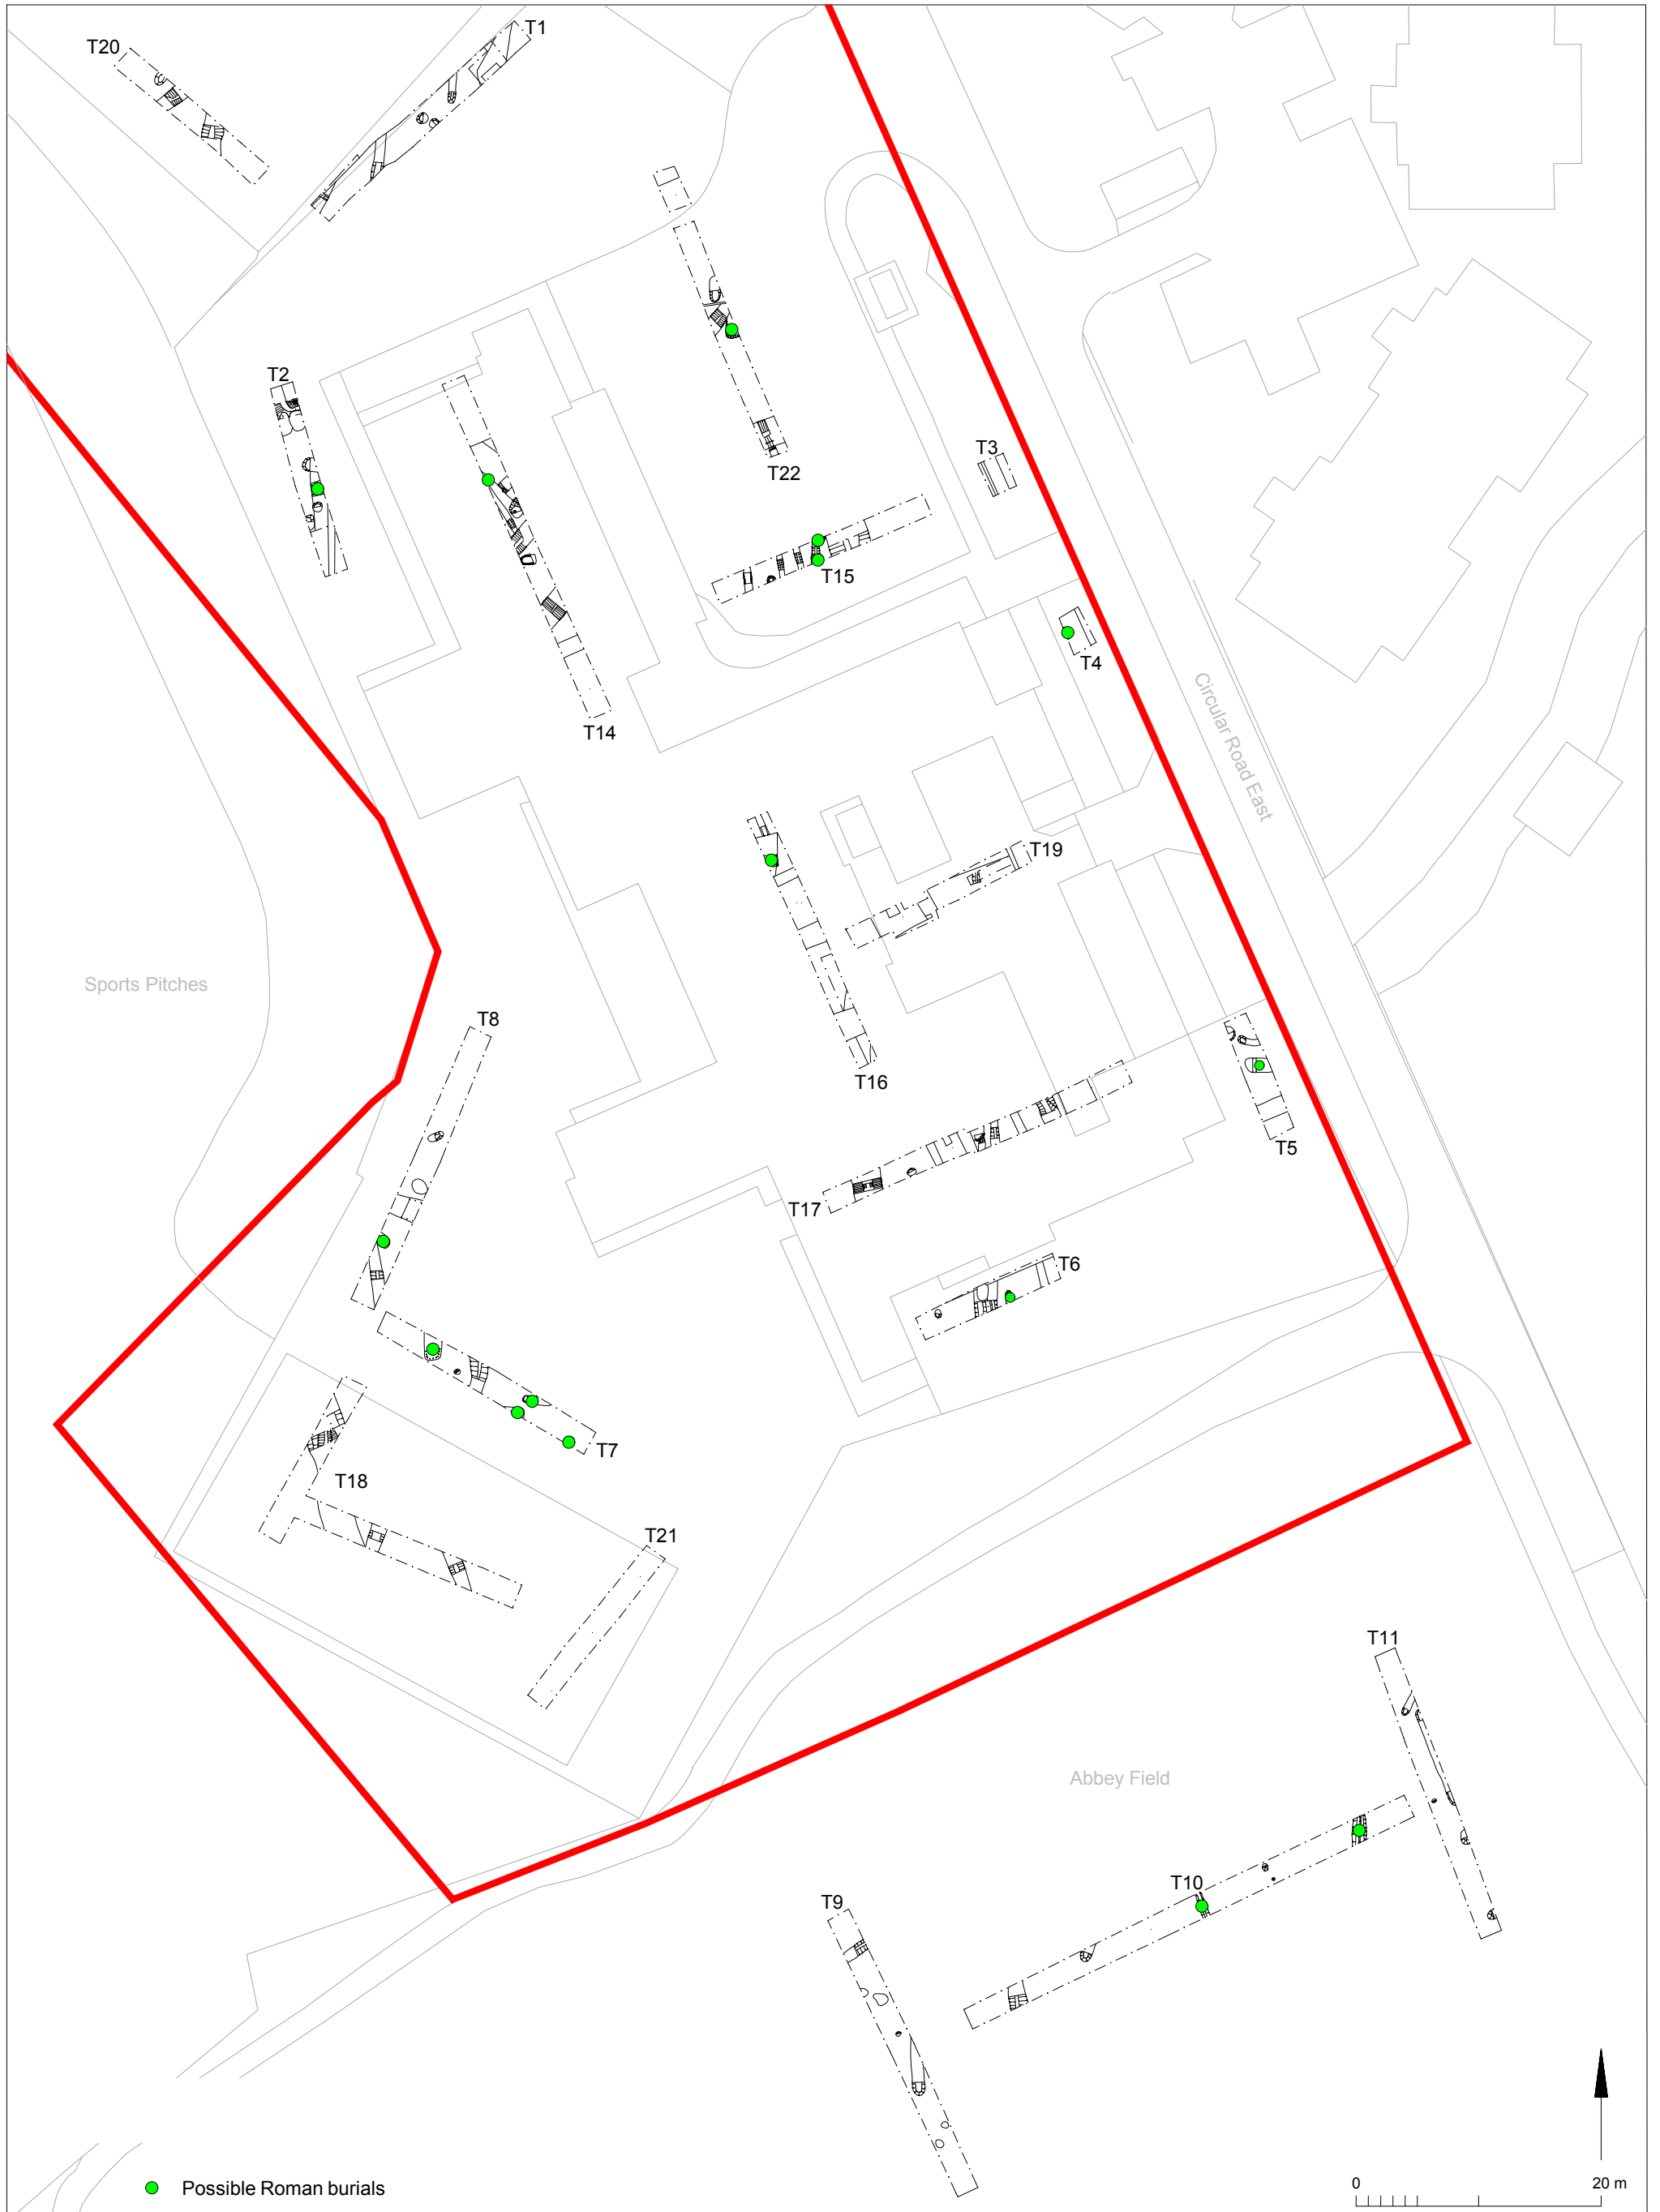 T1
T20
T2
T3
T22
T15
T4
T14
Circular Road East
T19
Sports Pitches
T8
T16
T5
T17
T6
T7
T18
T21
T11
Abbey Field
T10
T9
Possible Roman burials
0 20 m